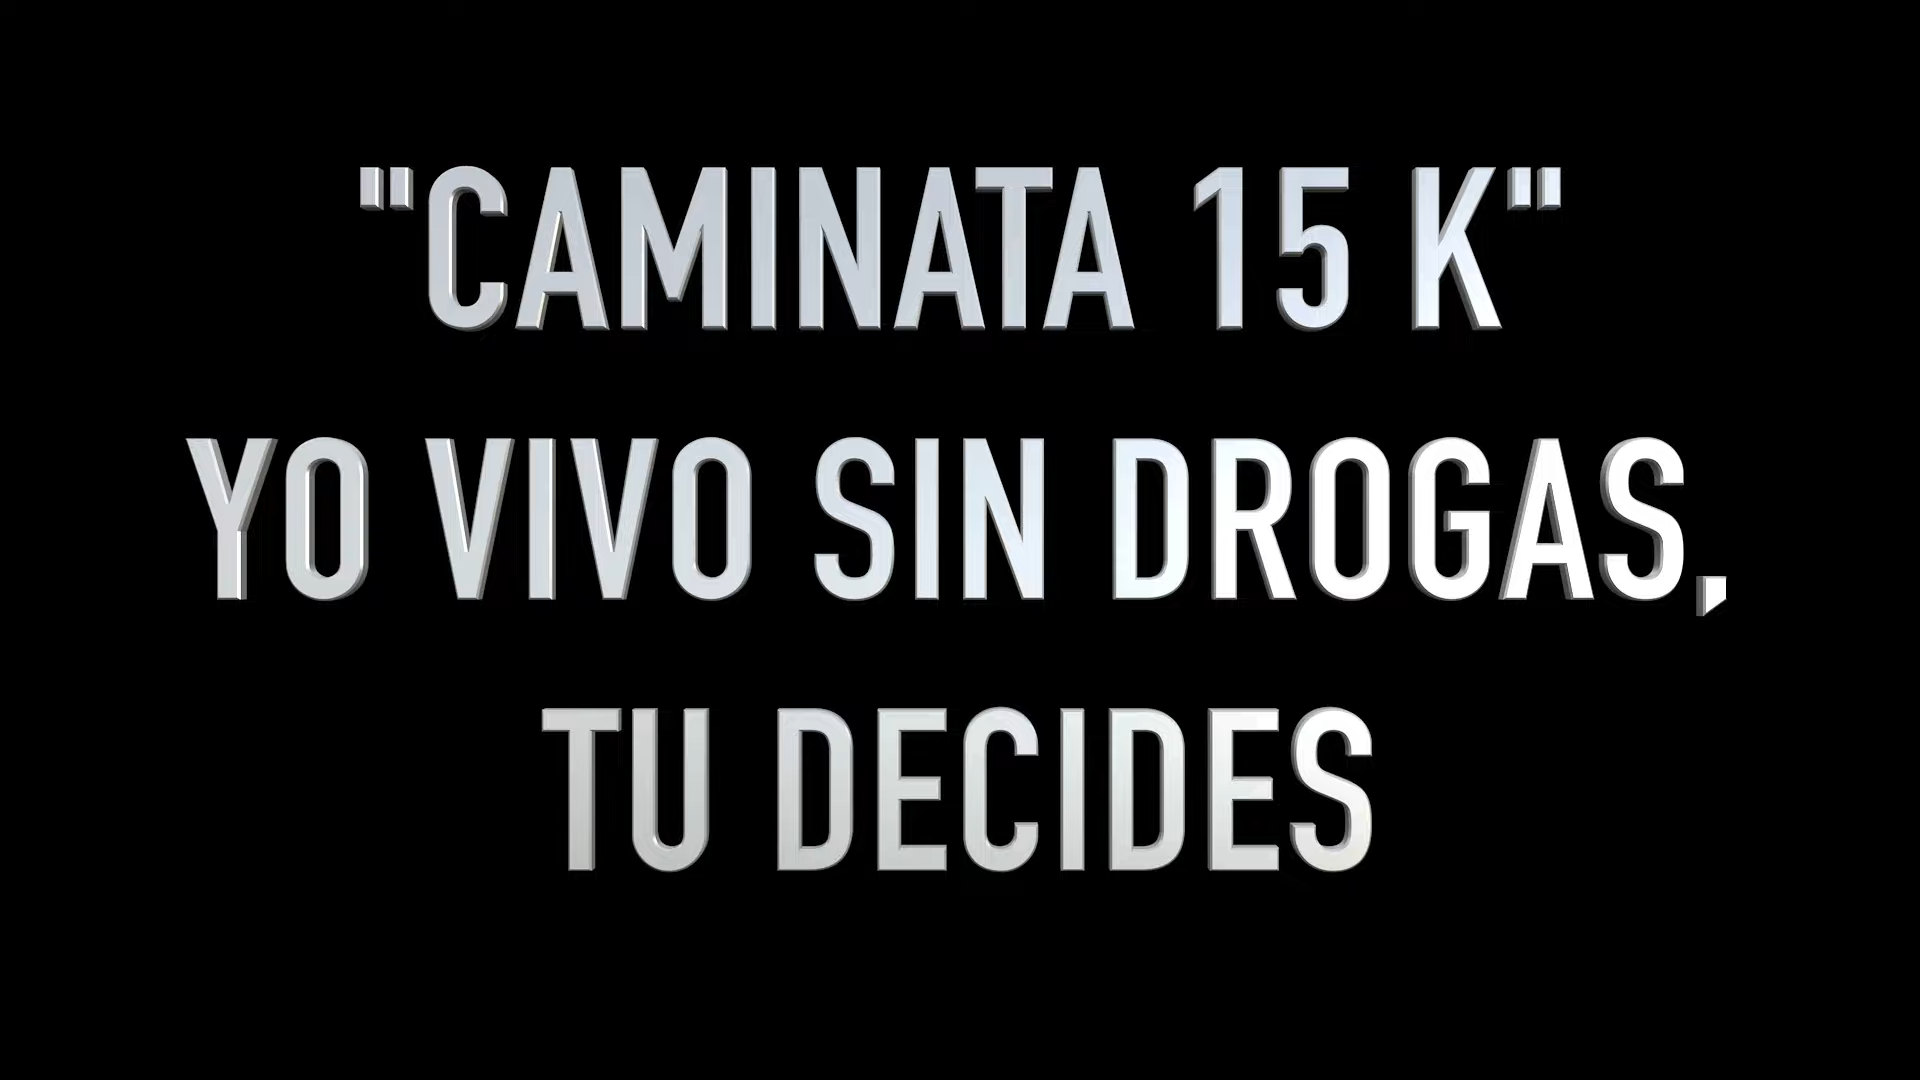 "CAMINATA 15 K"
YO VIVO SIN DROGAS,
TU DECIDES